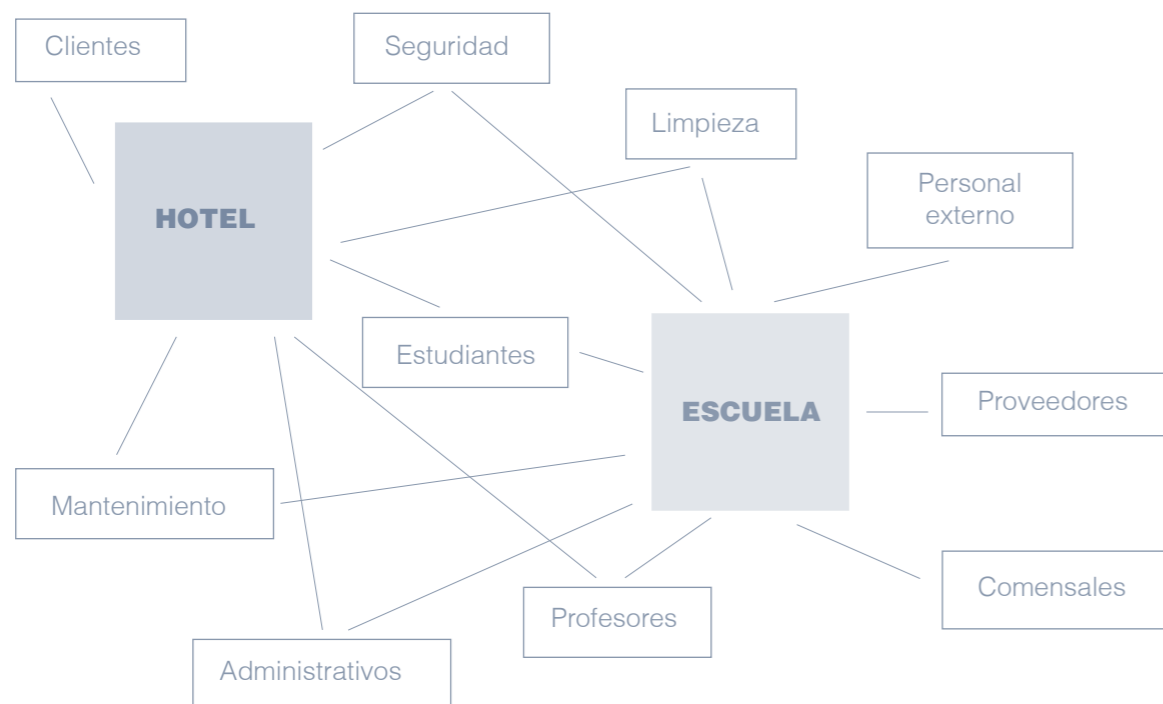 Clientes
Seguridad
Limpieza
Personal
externo
HOTEL
Estudiantes
ESCUELA
Proveedores
Mantenimiento
Comensales
Profesores
Administrativos